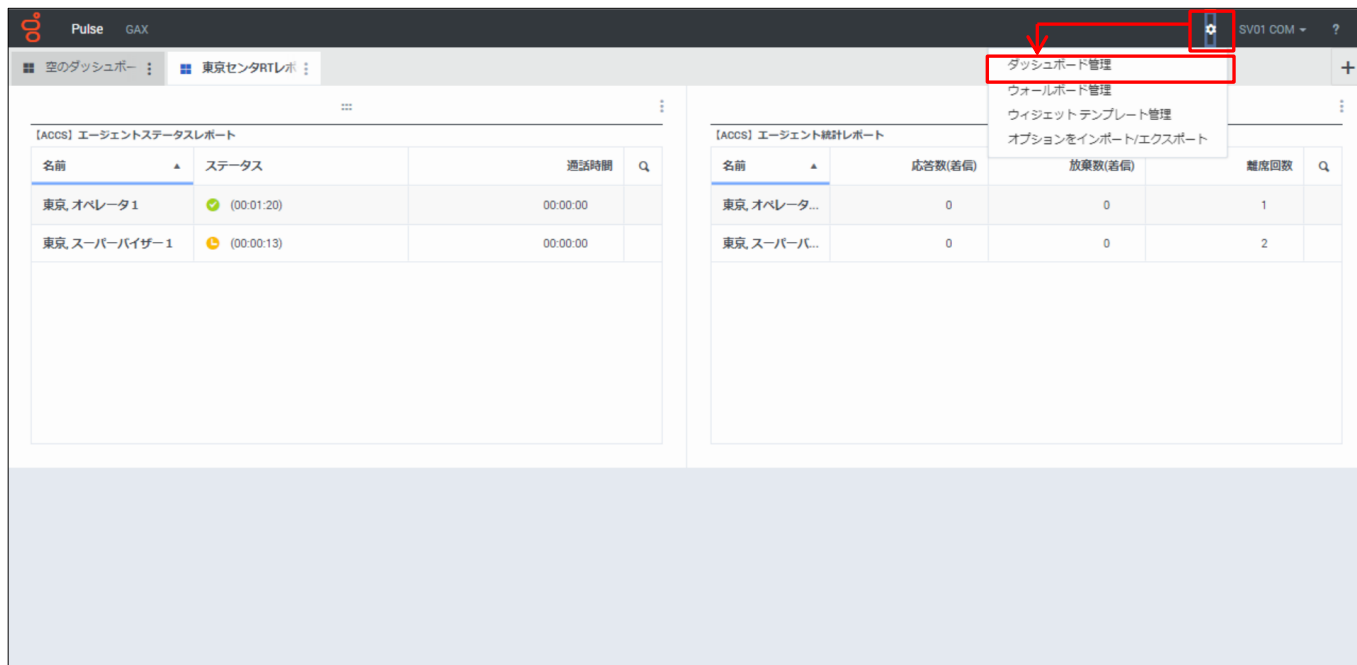 Pulse GAX SV01 COM ?
空のダッシュボー 東京センタRTレポ
ダッシュボード管理
ウォールボード管理
ウィジェット テンプレート管理
オプションをインポート/エクスポート
【ACCS】エージェントステータスレポート
名前 ステータス 通話時間
東京, オペレータ 1 (00:01:20) 00:00:00
東京, スーパーバイザー 1 (00:00:13) 00:00:00
【ACCS】エージェント統計レポート
名前 応答数(着信) 放棄数(着信) 離席回数
東京, オペレータ... 0 0 1
東京, スーパーバ... 0 0 2